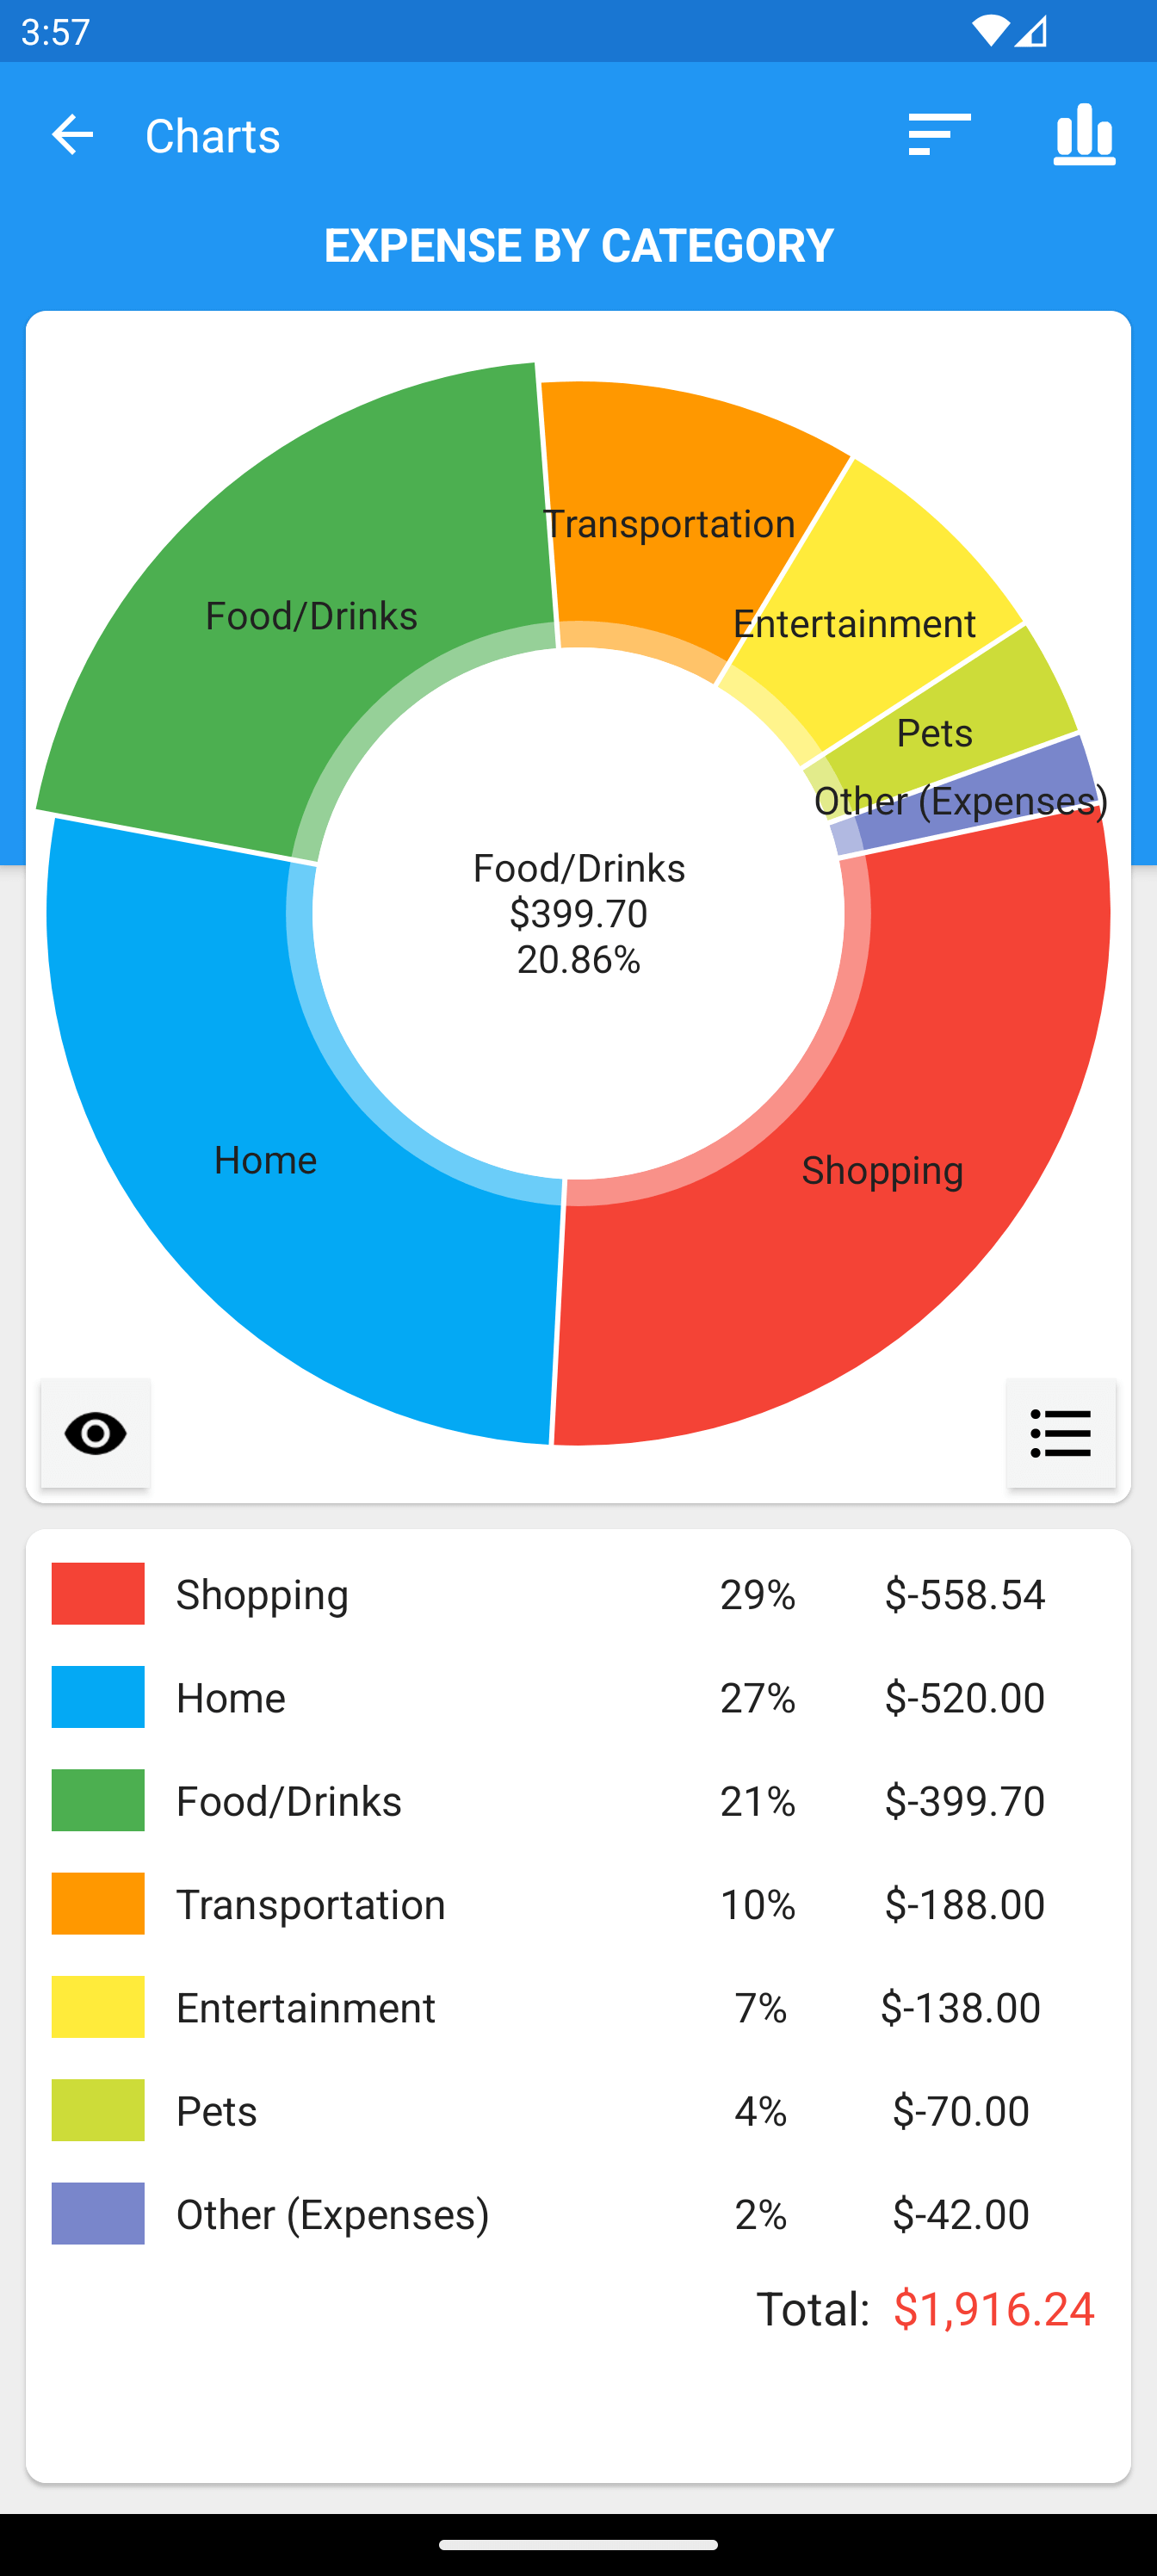 3:57
Charts
EXPENSE BY CATEGORY
Transportation
Food/Drinks
Entertainment
Pets
Other (Expenses)
Food/Drinks
$399.70
20.86%
Home
Shopping
Shopping 29% $-558.54
Home 27% $-520.00
Food/Drinks 21% $-399.70
Transportation 10% $-188.00
Entertainment 7% $-138.00
Pets 4% $-70.00
Other (Expenses) 2% $-42.00
Total: $1,916.24